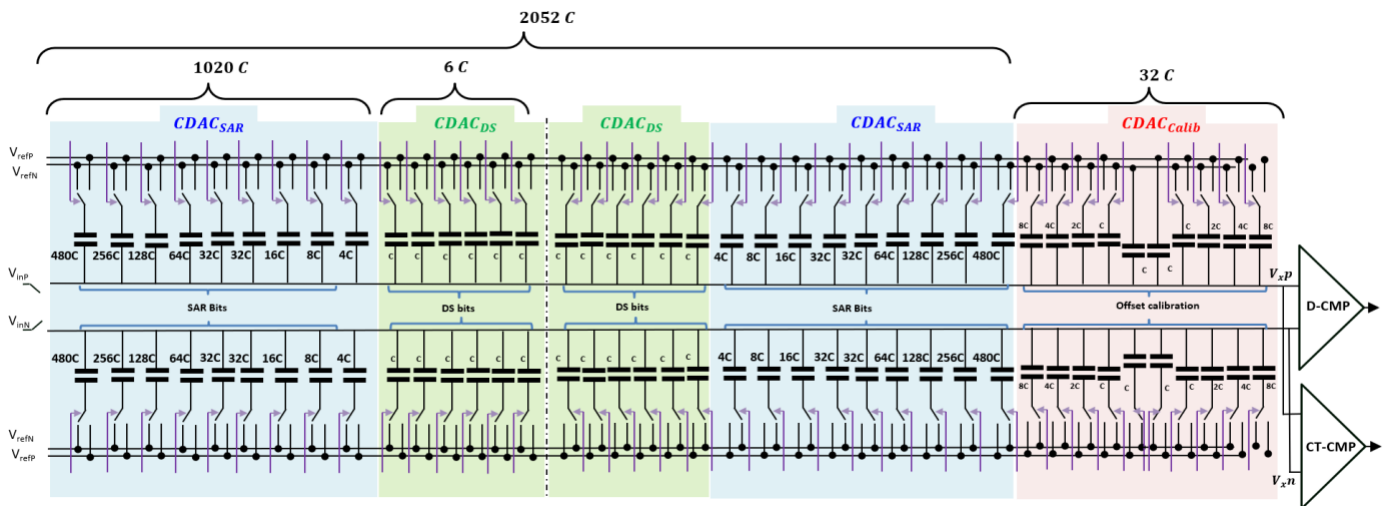 2052 C
1020 C
6 C
32 C
CDAC_SAR
CDAC_DS
CDAC_DS
CDAC_SAR
CDAC_Calib
V_refP
V_refN
480C 256C 128C 64C 32C 32C 16C 8C 4C
C C C C C C
C C C C C C
4C 8C 16C 32C 32C 64C 128C 256C 480C
8C 4C 2C C C C C 2C 4C 8C
V_inP
V_xp
SAR Bits
DS bits
DS bits
SAR Bits
Offset calibration
D-CMP
V_inN
480C 256C 128C 64C 32C 32C 16C 8C 4C
C C C C C C
C C C C C C
4C 8C 16C 32C 32C 64C 128C 256C 480C
8C 4C 2C C C C C 2C 4C 8C
V_refN
V_refP
CT-CMP
V_xn